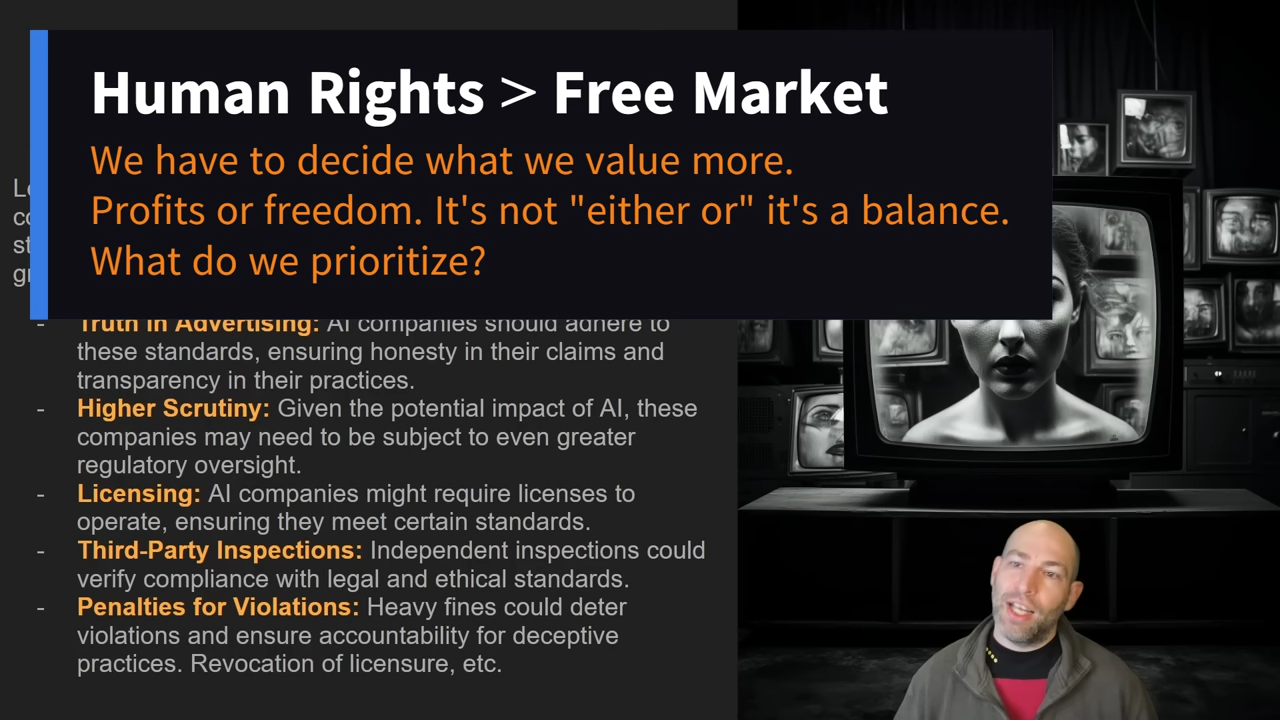 Human Rights > Free Market
We have to decide what we value more.
Profits or freedom. It's not "either or" it's a balance.
What do we prioritize?
- Truth in Advertising: AI companies should adhere to
these standards, ensuring honesty in their claims and
transparency in their practices.
- Higher Scrutiny: Given the potential impact of AI, these
companies may need to be subject to even greater
regulatory oversight.
- Licensing: AI companies might require licenses to
operate, ensuring they meet certain standards.
- Third-Party Inspections: Independent inspections could
verify compliance with legal and ethical standards.
- Penalties for Violations: Heavy fines could deter
violations and ensure accountability for deceptive
practices. Revocation of licensure, etc.